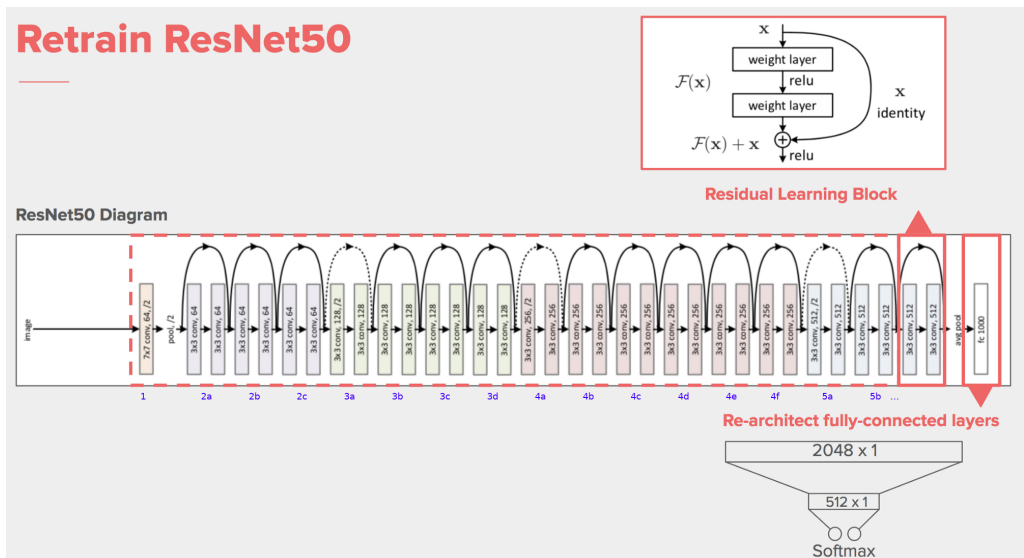 Retrain ResNet50
x
weight layer
relu
F(x)
weight layer
x
identity
F(x) + x
+
relu
Residual Learning Block
ResNet50 Diagram
image
7x7 conv, 64, /2
pool, /2
3x3 conv, 64
3x3 conv, 64
3x3 conv, 64
3x3 conv, 64
3x3 conv, 64
3x3 conv, 64
3x3 conv, 128, /2
3x3 conv, 128
3x3 conv, 128
3x3 conv, 128
3x3 conv, 128
3x3 conv, 128
3x3 conv, 128
3x3 conv, 128
3x3 conv, 256, /2
3x3 conv, 256
3x3 conv, 256
3x3 conv, 256
3x3 conv, 256
3x3 conv, 256
3x3 conv, 256
3x3 conv, 256
3x3 conv, 256
3x3 conv, 256
3x3 conv, 256
3x3 conv, 256
3x3 conv, 512, /2
3x3 conv, 512
3x3 conv, 512
3x3 conv, 512
3x3 conv, 512
3x3 conv, 512
avg pool
fc 1000
1 2a 2b 2c 3a 3b 3c 3d 4a 4b 4c 4d 4e 4f 5a 5b ...
Re-architect fully-connected layers
2048 x 1
512 x 1
Softmax